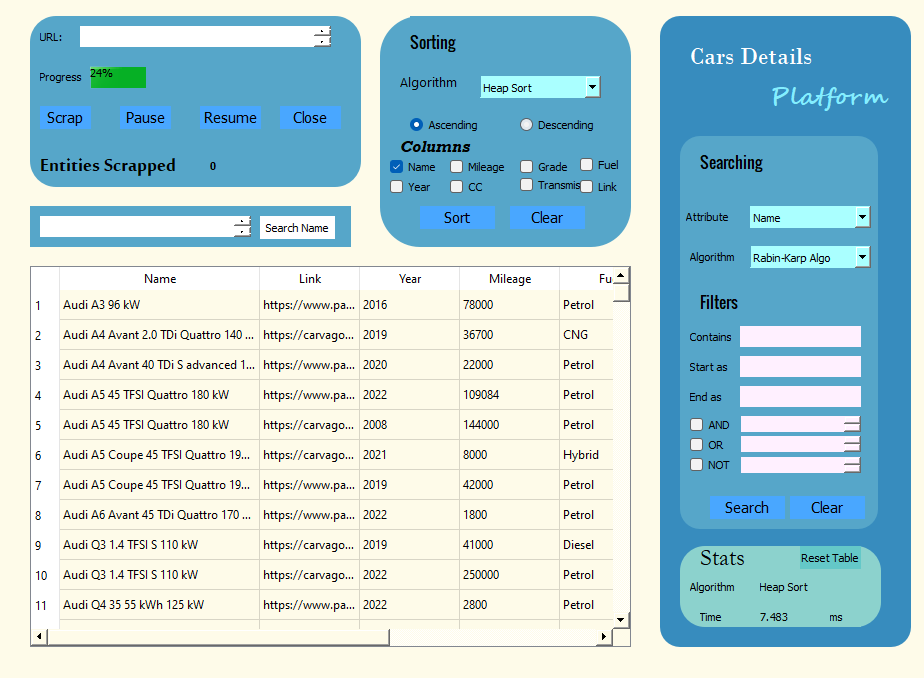 URL:
Progress 24%
Scrap Pause Resume Close
Entities Scrapped 0
Search Name
Sorting
Algorithm Heap Sort
Ascending Descending
Columns
Name Mileage Grade Fuel
Year CC Transmis Link
Sort Clear
Name Link Year Mileage Fu
1 Audi A3 96 kW https://www.pa... 2016 78000 Petrol
2 Audi A4 Avant 2.0 TDi Quattro 140 ... https://carvago... 2019 36700 CNG
3 Audi A4 Avant 40 TDi S advanced 1... https://www.pa... 2020 22000 Petrol
4 Audi A5 45 TFSI Quattro 180 kW https://www.pa... 2022 109084 Petrol
5 Audi A5 45 TFSI Quattro 180 kW https://carvago... 2008 144000 Petrol
6 Audi A5 Coupe 45 TFSI Quattro 19... https://carvago... 2021 8000 Hybrid
7 Audi A5 Coupe 45 TFSI Quattro 19... https://carvago... 2019 42000 Petrol
8 Audi A6 Avant 45 TDi Quattro 170 ... https://www.pa... 2022 1800 Petrol
9 Audi Q3 1.4 TFSI S 110 kW https://carvago... 2019 41000 Diesel
10 Audi Q3 1.4 TFSI S 110 kW https://carvago... 2022 250000 Petrol
11 Audi Q4 35 55 kWh 125 kW https://www.pa... 2022 2800 Petrol
Cars Details
Platform
Searching
Attribute Name
Algorithm Rabin-Karp Algo
Filters
Contains
Start as
End as
AND
OR
NOT
Search Clear
Stats Reset Table
Algorithm Heap Sort
Time 7.483 ms